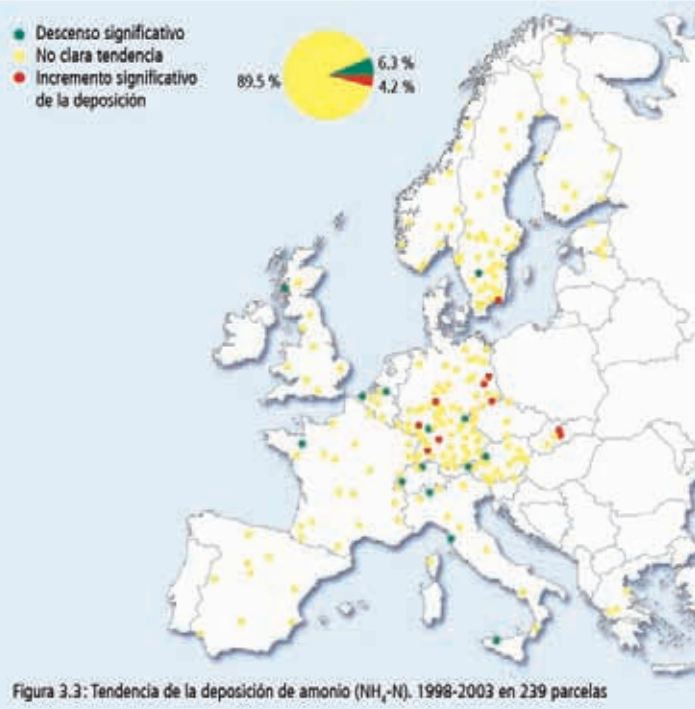 Descenso significativo
No clara tendencia
Incremento significativo
de la deposición
89.5 %
6.3 %
4.2 %
Figura 3.3: Tendencia de la deposición de amonio (NH₄-N). 1998-2003 en 239 parcelas